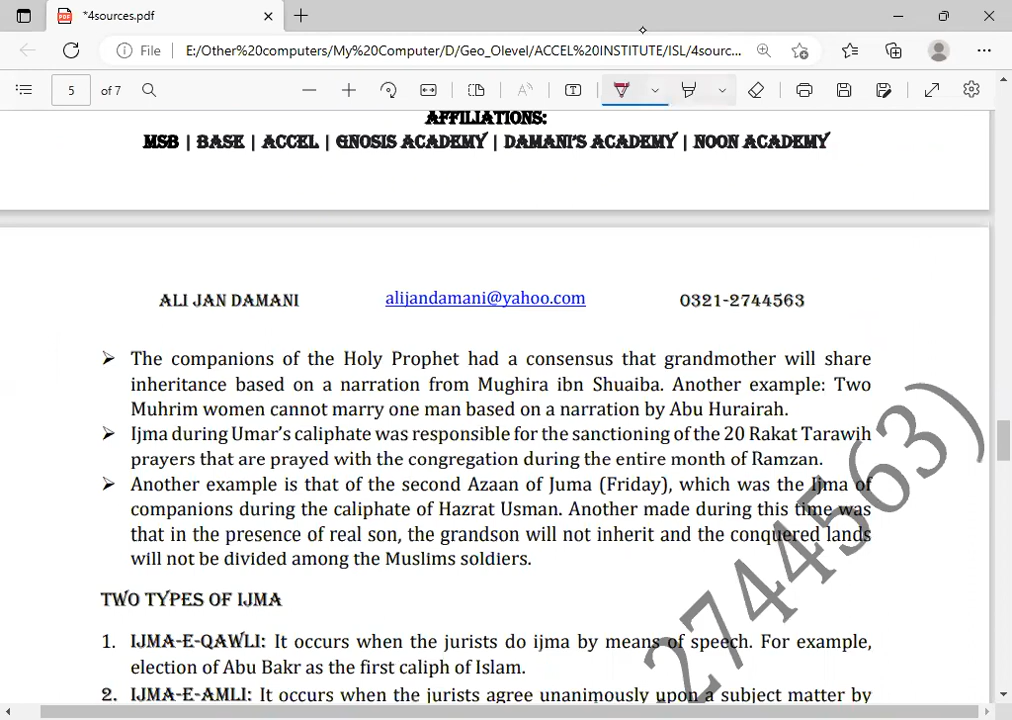 *4sources.pdf
File E:/Other%20computers/My%20Computer/D/Geo_Olevel/ACCEL%20INSTITUTE/ISL/4sourc...
5 of 7
AFFILIATIONS:
MSB | BASE | ACCEL | GNOSIS ACADEMY | DAMANI'S ACADEMY | NOON ACADEMY
ALI JAN DAMANI alijandamani@yahoo.com 0321-2744563
➢ The companions of the Holy Prophet had a consensus that grandmother will share
inheritance based on a narration from Mughira ibn Shuaiba. Another example: Two
Muhrim women cannot marry one man based on a narration by Abu Hurairah.
➢ Ijma during Umar's caliphate was responsible for the sanctioning of the 20 Rakat Tarawih
prayers that are prayed with the congregation during the entire month of Ramzan.
➢ Another example is that of the second Azaan of Juma (Friday), which was the Ijma of
companions during the caliphate of Hazrat Usman. Another made during this time was
that in the presence of real son, the grandson will not inherit and the conquered lands
will not be divided among the Muslims soldiers.
TWO TYPES OF IJMA
1. IJMA-E-QAWLI: It occurs when the jurists do ijma by means of speech. For example,
election of Abu Bakr as the first caliph of Islam.
2. IJMA-E-AMLI: It occurs when the jurists agree unanimously upon a subject matter by
2744563)